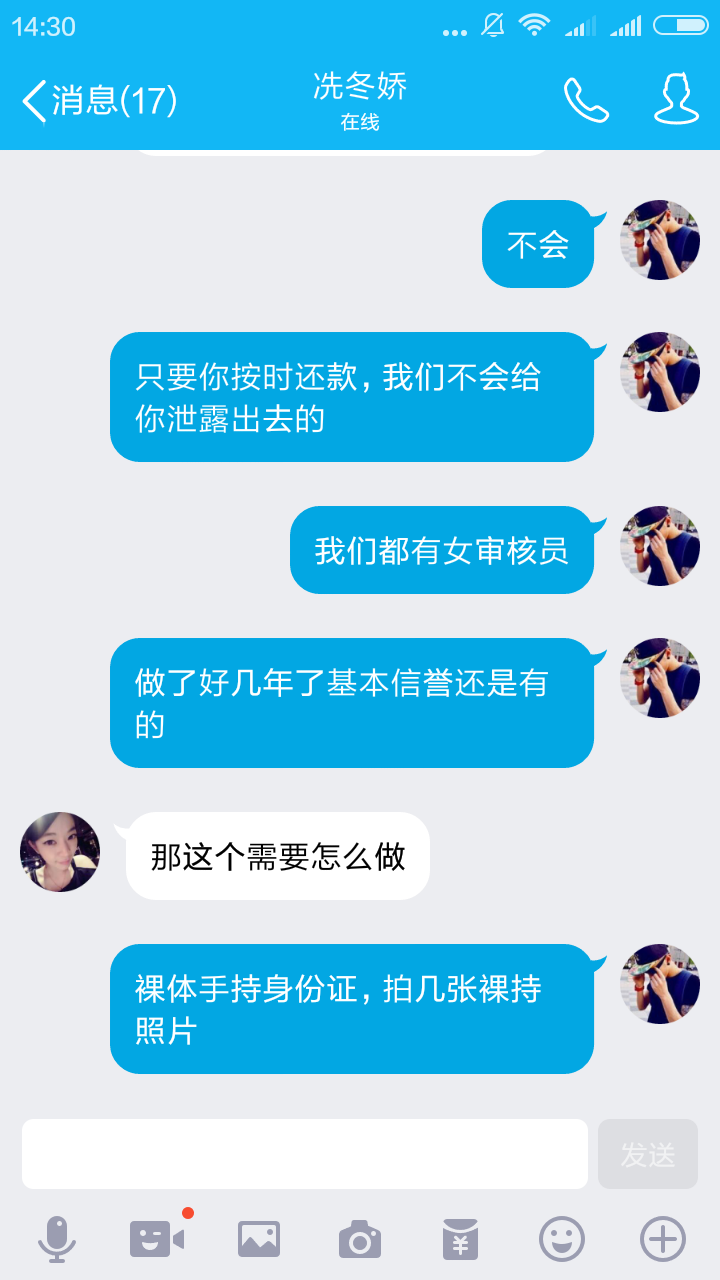 14:30
消息(17)
冼冬娇
在线
不会
只要你按时还款，我们不会给
你泄露出去的
我们都有女审核员
做了好几年了基本信誉还是有
的
那这个需要怎么做
裸体手持身份证，拍几张裸持
照片
发送